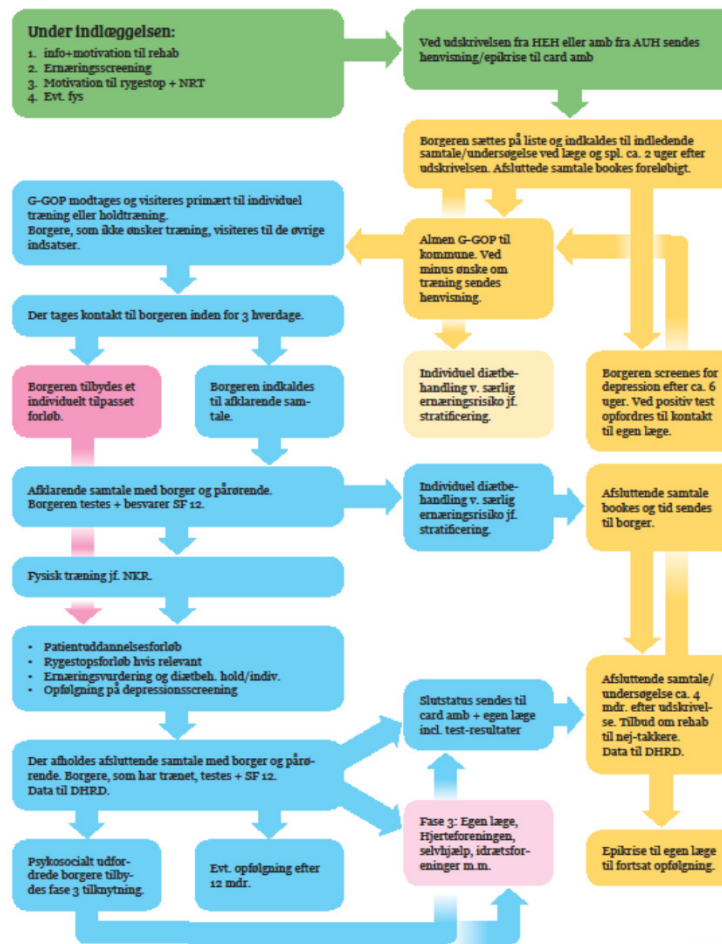 Under indlæggelsen:
1. info+motivation til rehab
2. Ernæringsscreening
3. Motivation til rygestop + NRT
4. Evt. fys
Ved udskrivelsen fra HEH eller amb fra AUH sendes
henvisning/epikrise til card amb
Borgeren sættes på liste og indkaldes til indledende
samtale/undersøgelse ved læge og spl. ca. 2 uger efter
udskrivelsen. Afsluttede samtale bookes foreløbigt.
G-GOP modtages og visiteres primært til individuel
træning eller holdtræning.
Borgere, som ikke ønsker træning, visiteres til de øvrige
indsatser.
Almen G-GOP til
kommune. Ved
minus ønske om
træning sendes
henvisning.
Der tages kontakt til borgeren inden for 3 hverdage.
Borgeren tilbydes et
individuelt tilpasset
forløb.
Borgeren indkaldes
til afklarende sam-
tale.
Individuel diætbe-
handling v. særlig
ernæringsrisiko jf.
stratificering.
Borgeren screenes for
depression efter ca. 6
uger. Ved positiv test
opfordres til kontakt
til egen læge.
Afklarende samtale med borger og pårørende.
Borgeren testes + besvarer SF 12.
Individuel diætbe-
handling v. særlig
ernæringsrisiko jf.
stratificering.
Afsluttende samtale
bookes og tid sendes
til borger.
Fysisk træning jf. NKR.
• Patientuddannelsesforløb
• Rygestopsforløb hvis relevant
• Ernæringsvurdering og diætbeh. hold/indiv.
• Opfølgning på depressionsscreening
Slutstatus sendes til
card amb + egen læge
incl. test-resultater
Afsluttende samtale/
undersøgelse ca. 4
mdr. efter udskrivel-
se. Tilbud om rehab
til nej-takkere.
Data til DHRD.
Der afholdes afsluttende samtale med borger og pårø-
rende. Borgere, som har trænet, testes + SF 12.
Data til DHRD.
Fase 3: Egen læge,
Hjerteforeningen,
selvhjælp, idrætsfor-
eninger m.m.
Psykosocialt udfor-
drede borgere tilby-
des fase 3 tilknytning.
Evt. opfølgning efter
12 mdr.
Epikrise til egen læge
til fortsat opfølgning.